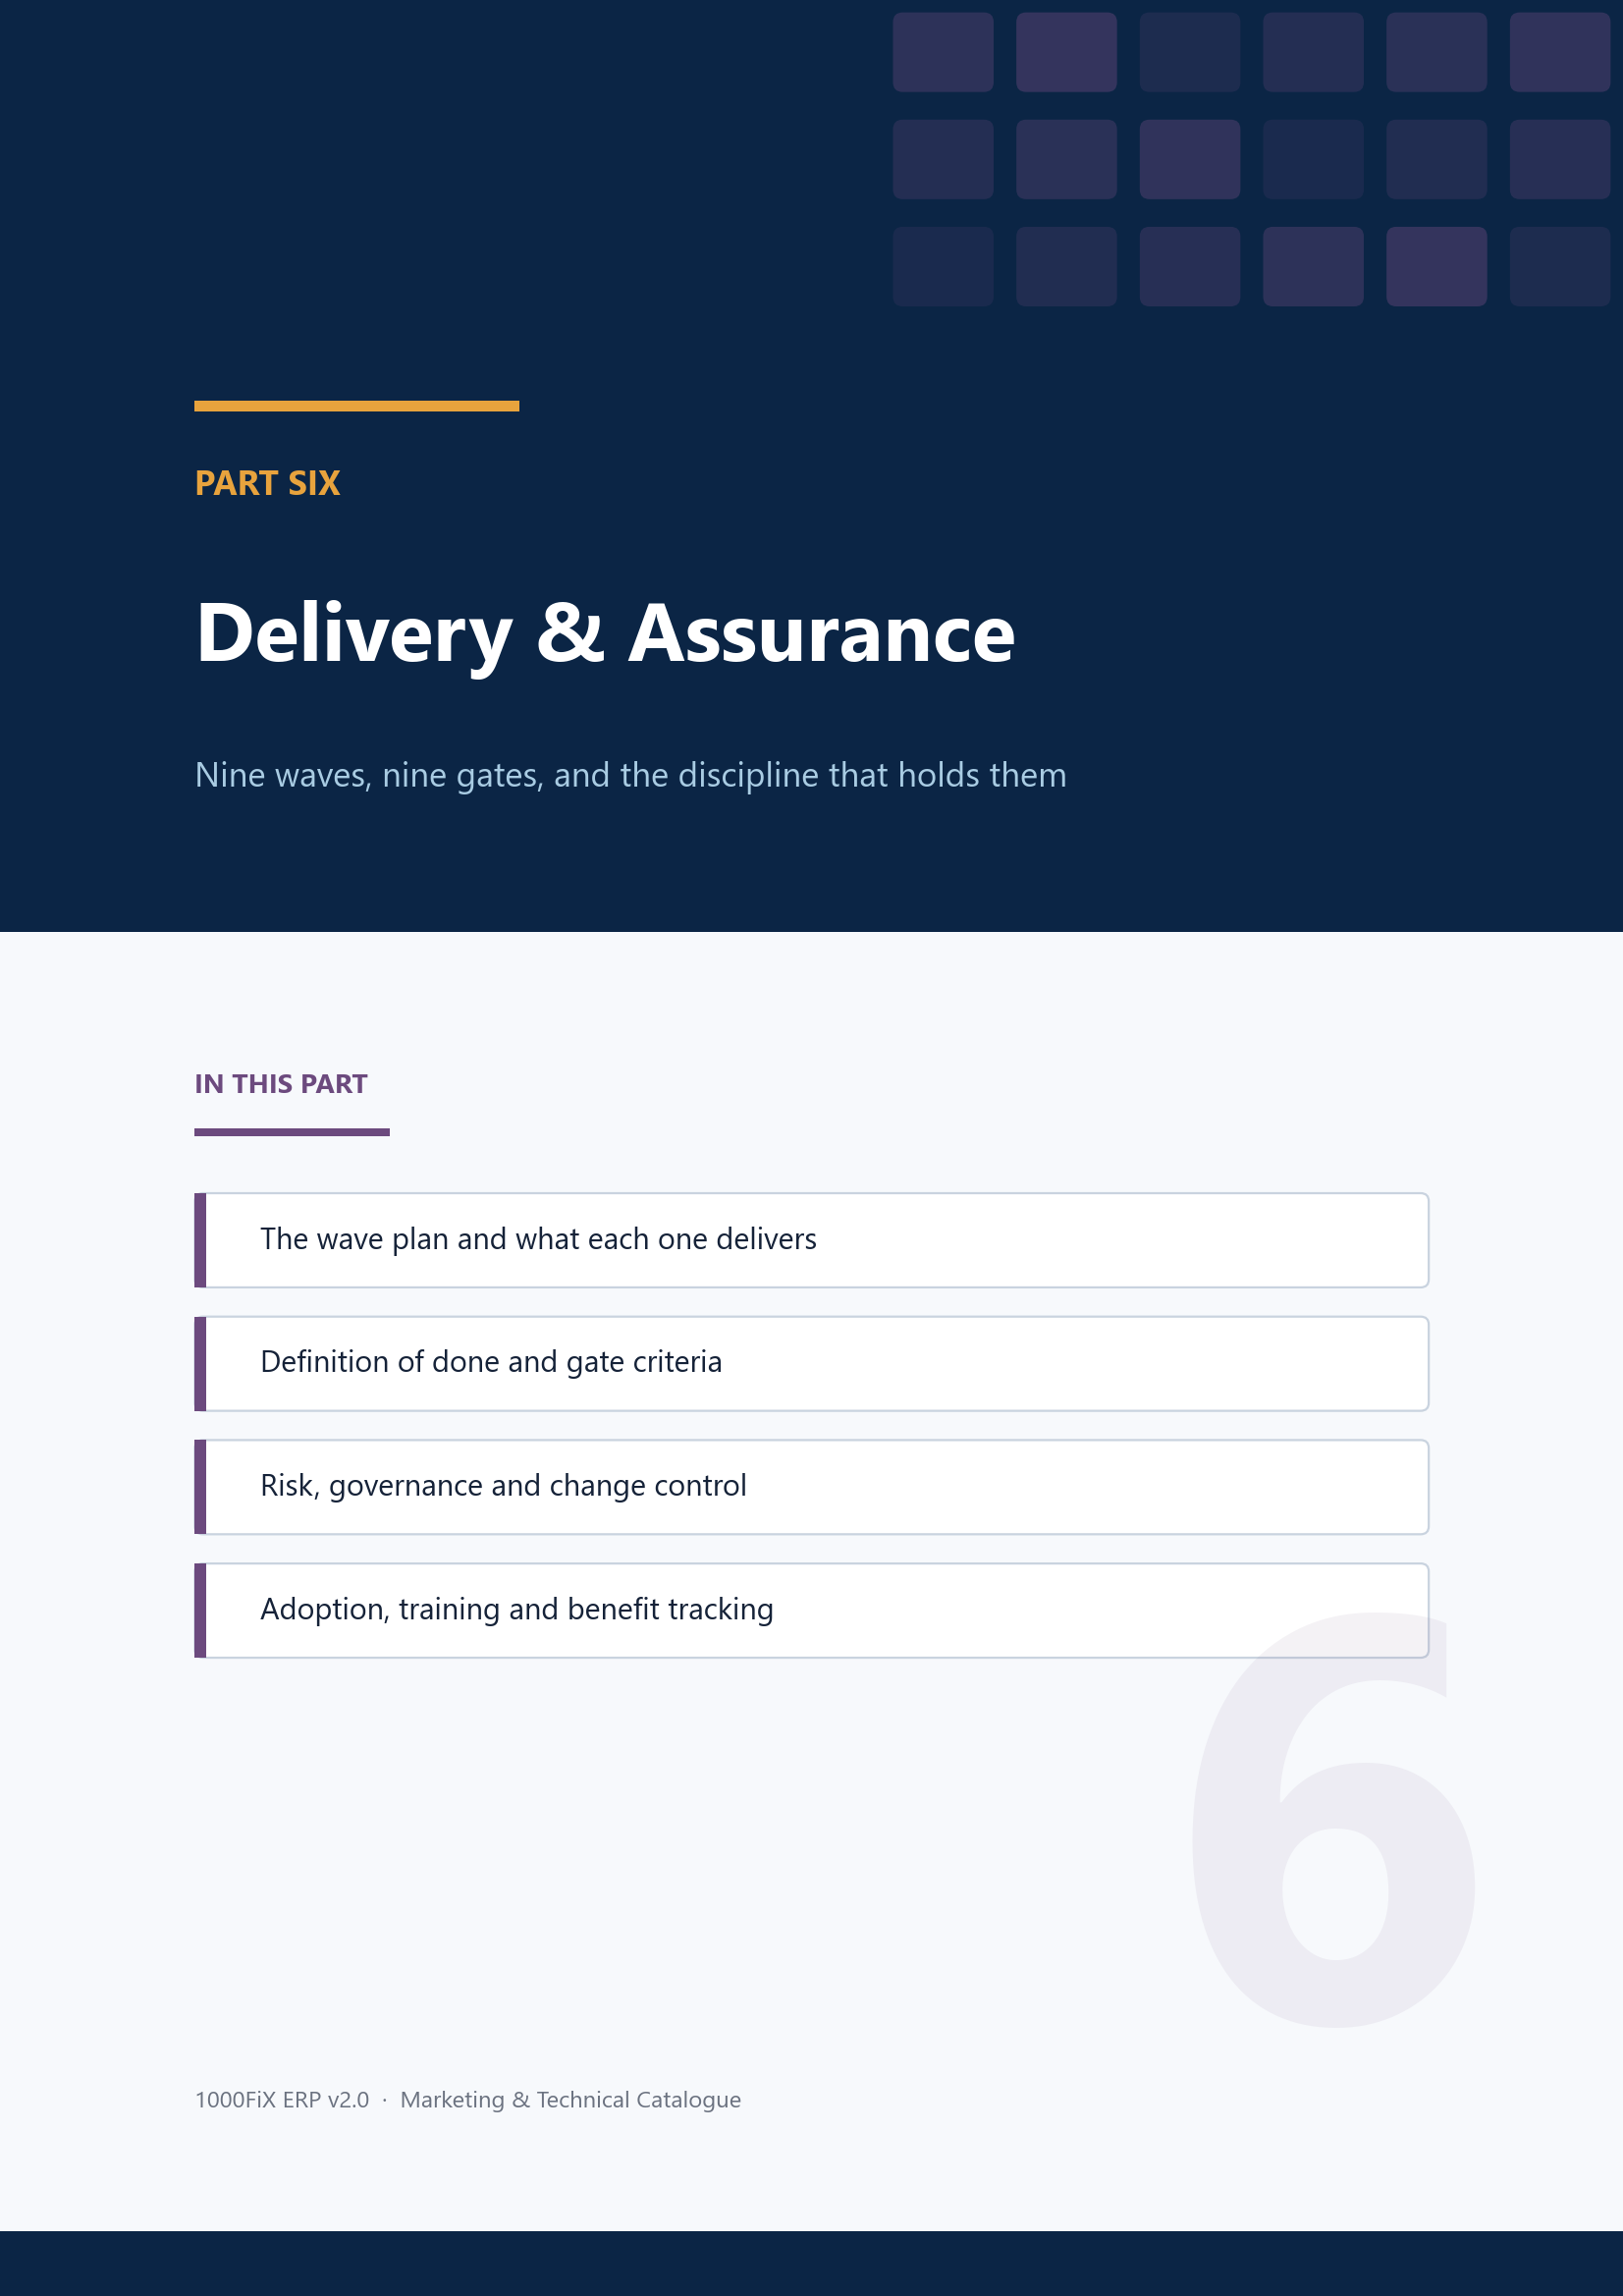 PART SIX
Delivery & Assurance
Nine waves, nine gates, and the discipline that holds them
IN THIS PART
The wave plan and what each one delivers
Definition of done and gate criteria
Risk, governance and change control
Adoption, training and benefit tracking
6
1000FiX ERP v2.0 · Marketing & Technical Catalogue